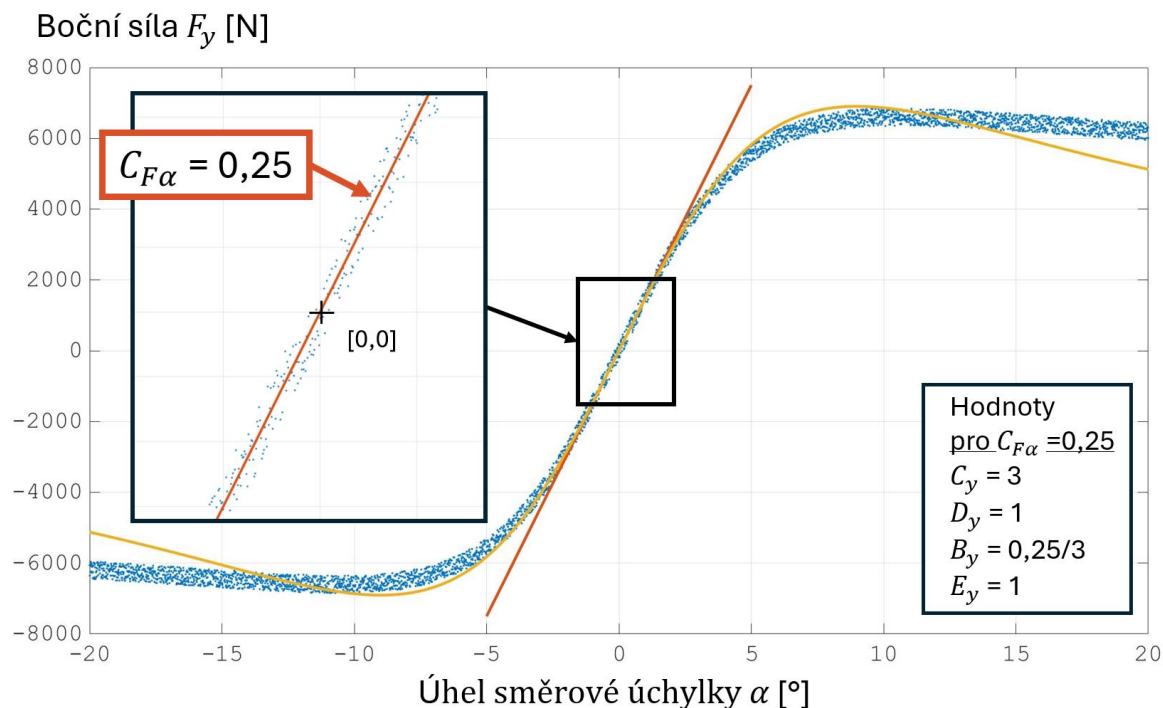 Boční síla F_y [N]
8000
6000
4000
2000
0
−2000
−4000
−6000
−8000
C_Fα = 0,25
[0,0]
Hodnoty
pro C_Fα =0,25
C_y = 3
D_y = 1
B_y = 0,25/3
E_y = 1
−20 −15 −10 −5 0 5 10 15 20
Úhel směrové úchylky α [°]